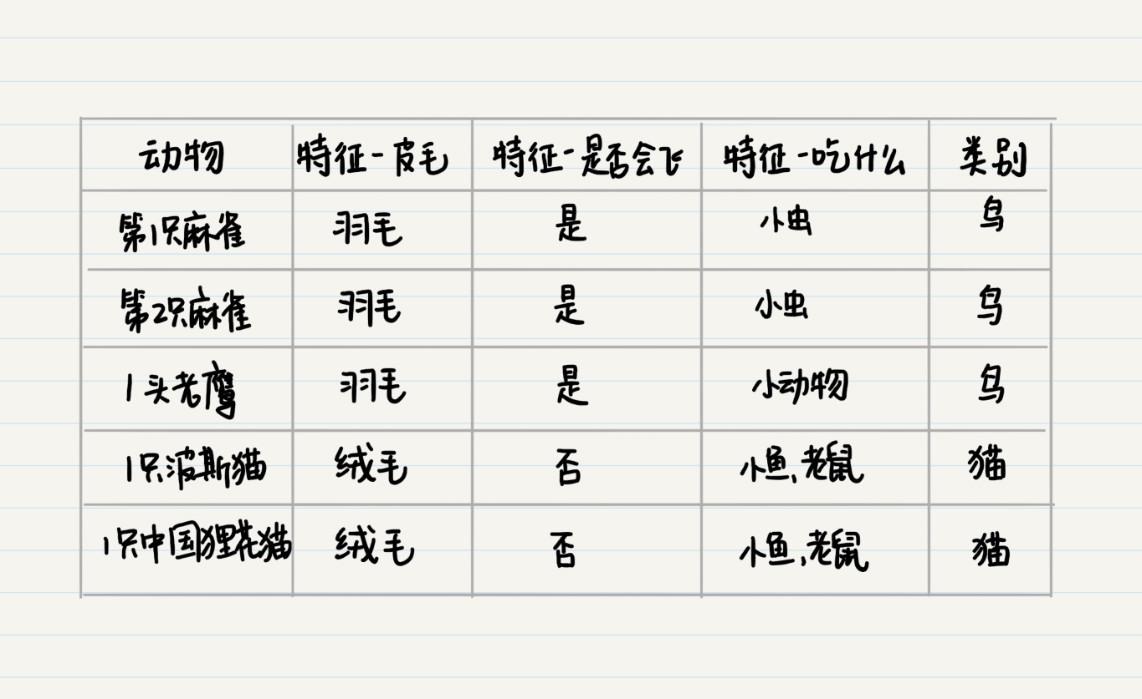 动物 特征-皮毛 特征-是否会飞 特征-吃什么 类别
第1只麻雀 羽毛 是 小虫 鸟
第2只麻雀 羽毛 是 小虫 鸟
1头老鹰 羽毛 是 小动物 鸟
1只波斯猫 绒毛 否 小鱼,老鼠 猫
1只中国狸花猫 绒毛 否 小鱼,老鼠 猫